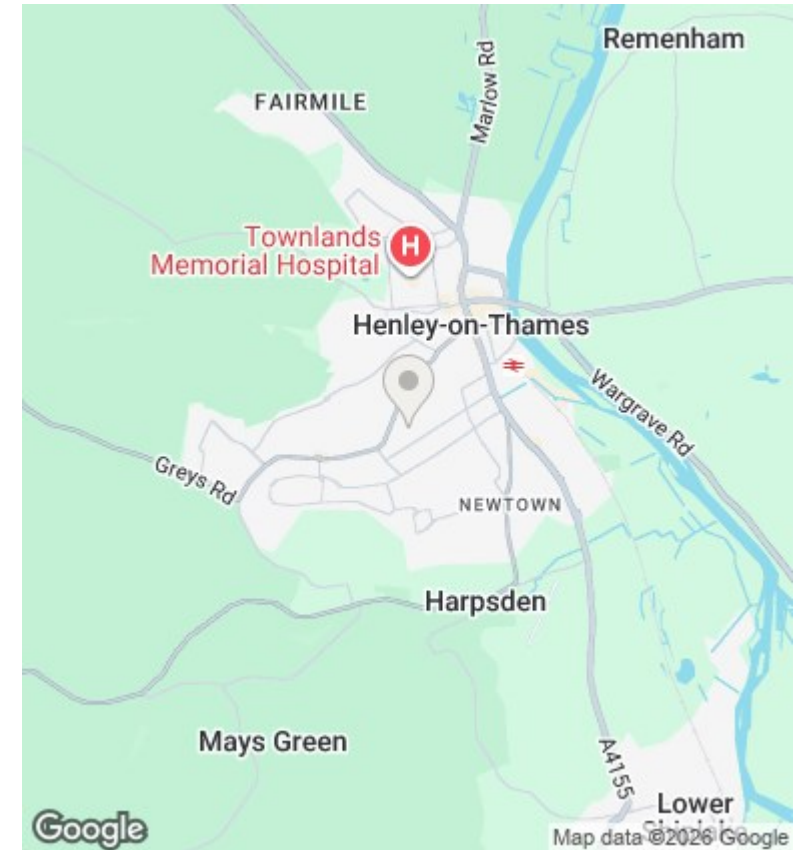 Remenham
Marlow Rd
FAIRMILE
Townlands
Memorial Hospital
H
Henley-on-Thames
Wargrave Rd
Greys Rd
NEWTOWN
Harpsden
Mays Green
A4155
Lower
Google
Map data ©2026 Google